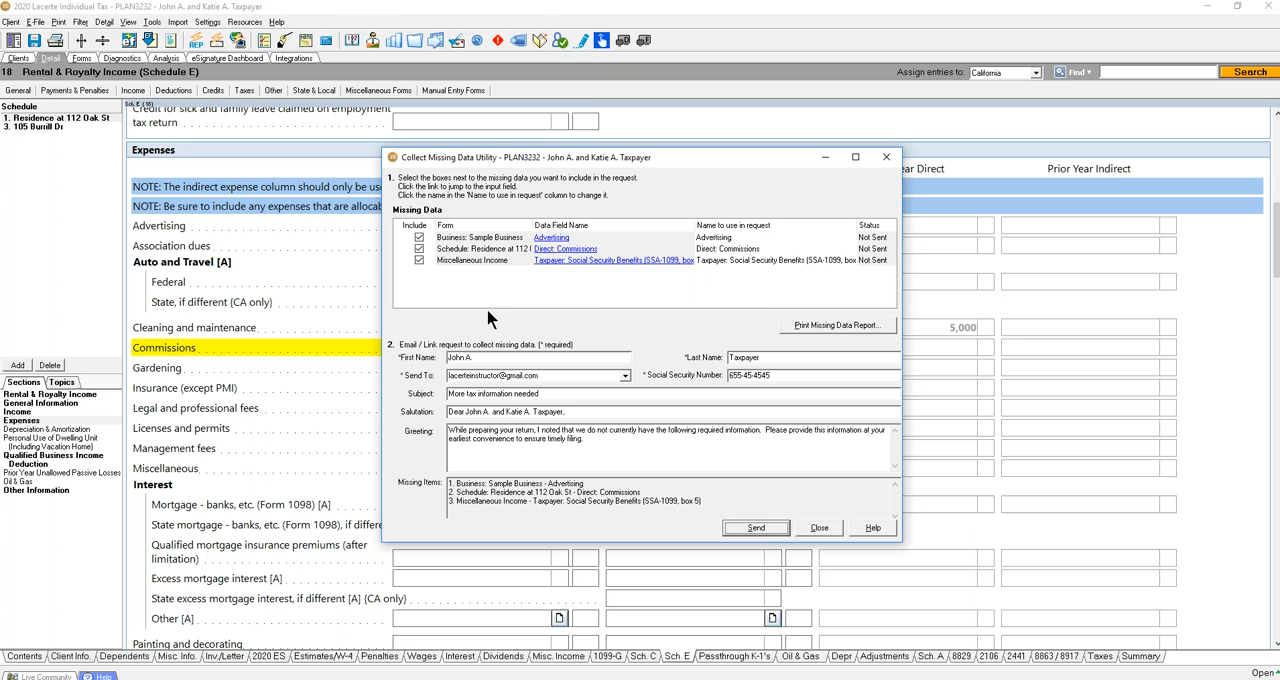 2020 Lacerte Individual Tax - PLAN3232 - John A. and Katie A. Taxpayer
Client E-File Print Filter Detail View Tools Import Settings Resources Help
Clients Detail Forms Diagnostics Analysis eSignature Dashboard Integrations
18 Rental & Royalty Income (Schedule E) Assign entries to: California Find Search
General Payments & Penalties Income Deductions Credits Taxes Other State & Local Miscellaneous Forms Manual Entry Forms
Schedule
1. Residence at 112 Oak St
3. 105 Burrill Dr
Add Delete
Sections Topics
Rental & Royalty Income
General Information
Income
Expenses
Depreciation & Amortization
Personal Use of Dwelling Unit
(Including Vacation Home)
Qualified Business Income
Deduction
Prior Year Unallowed Passive Losses
Oil & Gas
Other Information
Sch. E (18)
Credit for sick and family leave claimed on employment
tax return
Expenses
ear Direct Prior Year Indirect
NOTE: The indirect expense column should only be use
NOTE: Be sure to include any expenses that are allocat
Advertising
Association dues
Auto and Travel [A]
Federal
State, if different {CA only}
Cleaning and maintenance 5,000
Commissions
Gardening
Insurance (except PMI)
Legal and professional fees
Licenses and permits
Management fees
Miscellaneous
Interest
Mortgage - banks, etc. (Form 1098) [A]
State mortgage - banks, etc. (Form 1098), if differe
Qualified mortgage insurance premiums (after
limitation)
Excess mortgage interest [A]
State excess mortgage interest, if different [A] {CA only}
Other [A]
Painting and decorating
Collect Missing Data Utility - PLAN3232 - John A. and Katie A. Taxpayer
1. Select the boxes next to the missing data you want to include in the request.
Click the link to jump to the input field.
Click the name in the 'Name to use in request' column to change it.
Missing Data
Include Form Data Field Name Name to use in request Status
Business: Sample Business Advertising Advertising Not Sent
Schedule: Residence at 112 ( Direct: Commissions Direct: Commissions Not Sent
Miscellaneous Income Taxpayer: Social Security Benefits (SSA-1099, box Taxpayer: Social Security Benefits (SSA-1099, box Not Sent
Print Missing Data Report...
2. Email / Link request to collect missing data. (* required)
*First Name: John A. *Last Name: Taxpayer
* Send To: lacerteinstructor@gmail.com * Social Security Number: 655-45-4545
Subject: More tax information needed
Salutation: Dear John A. and Katie A. Taxpayer,
Greeting: While preparing your return, I noted that we do not currently have the following required information. Please provide this information at your
earliest convenience to ensure timely filing.
Missing Items: 1. Business: Sample Business - Advertising
2. Schedule: Residence at 112 Oak St - Direct: Commissions
3. Miscellaneous Income - Taxpayer: Social Security Benefits (SSA-1099, box 5)
Send Close Help
Contents Client Info. Dependents Misc. Info. Inv./Letter 2020 ES Estimates/W-4 Penalties Wages Interest Dividends Misc. Income 1099-G Sch. C Sch. E Passthrough K-1's Oil & Gas Depr Adjustments Sch. A 8829 2106 2441 8863 / 8917 Taxes Summary
Live Community Help Open